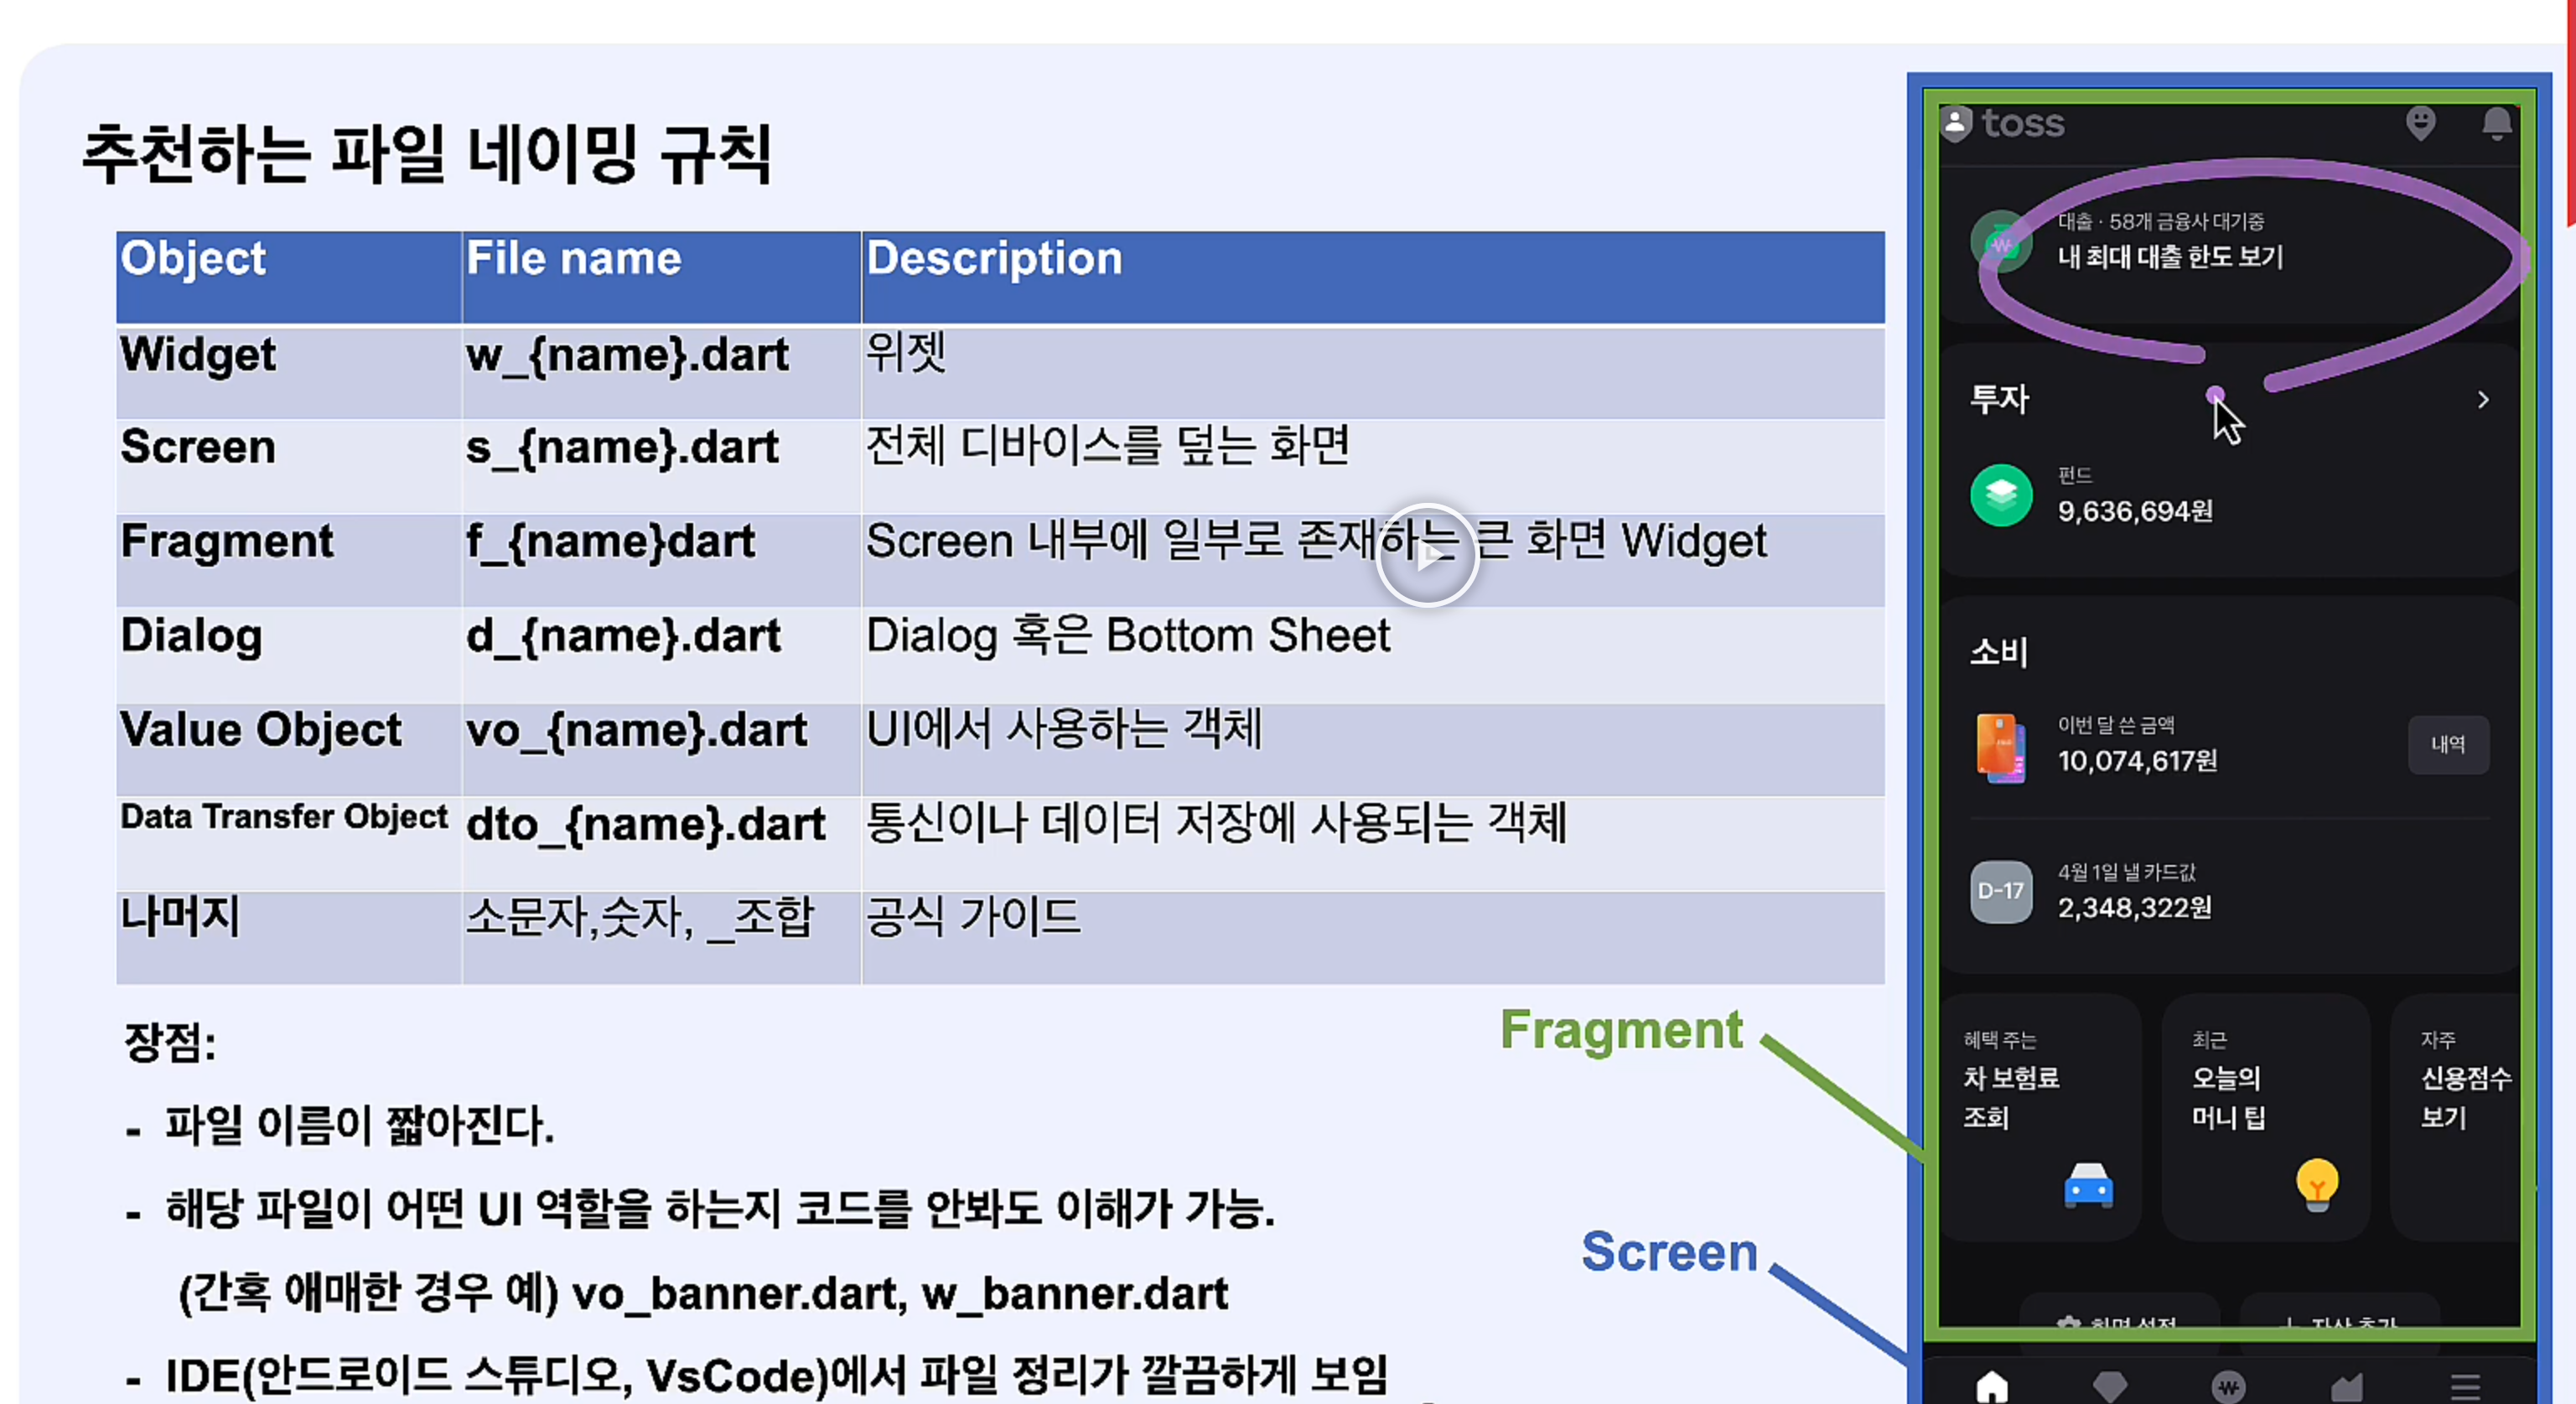 추천하는 파일 네이밍 규칙
Object File name Description
Widget w_{name}.dart 위젯
Screen s_{name}.dart 전체 디바이스를 덮는 화면
Fragment f_{name}dart Screen 내부에 일부로 존재하는 큰 화면 Widget
Dialog d_{name}.dart Dialog 혹은 Bottom Sheet
Value Object vo_{name}.dart UI에서 사용하는 객체
Data Transfer Object dto_{name}.dart 통신이나 데이터 저장에 사용되는 객체
나머지 소문자,숫자, _조합 공식 가이드
장점:
- 파일 이름이 짧아진다.
- 해당 파일이 어떤 UI 역할을 하는지 코드를 안봐도 이해가 가능.
(간혹 애매한 경우 예) vo_banner.dart, w_banner.dart
- IDE(안드로이드 스튜디오, VsCode)에서 파일 정리가 깔끔하게 보임
Fragment
Screen
toss
대출 · 58개 금융사 대기중
내 최대 대출 한도 보기
투자
펀드
9,636,694원
소비
이번 달 쓴 금액
10,074,617원
내역
D-17
4월 1일 낼 카드값
2,348,322원
혜택 주는
차 보험료
조회
최근
오늘의
머니 팁
자주
신용점수
보기
화면 설정
자산 추가